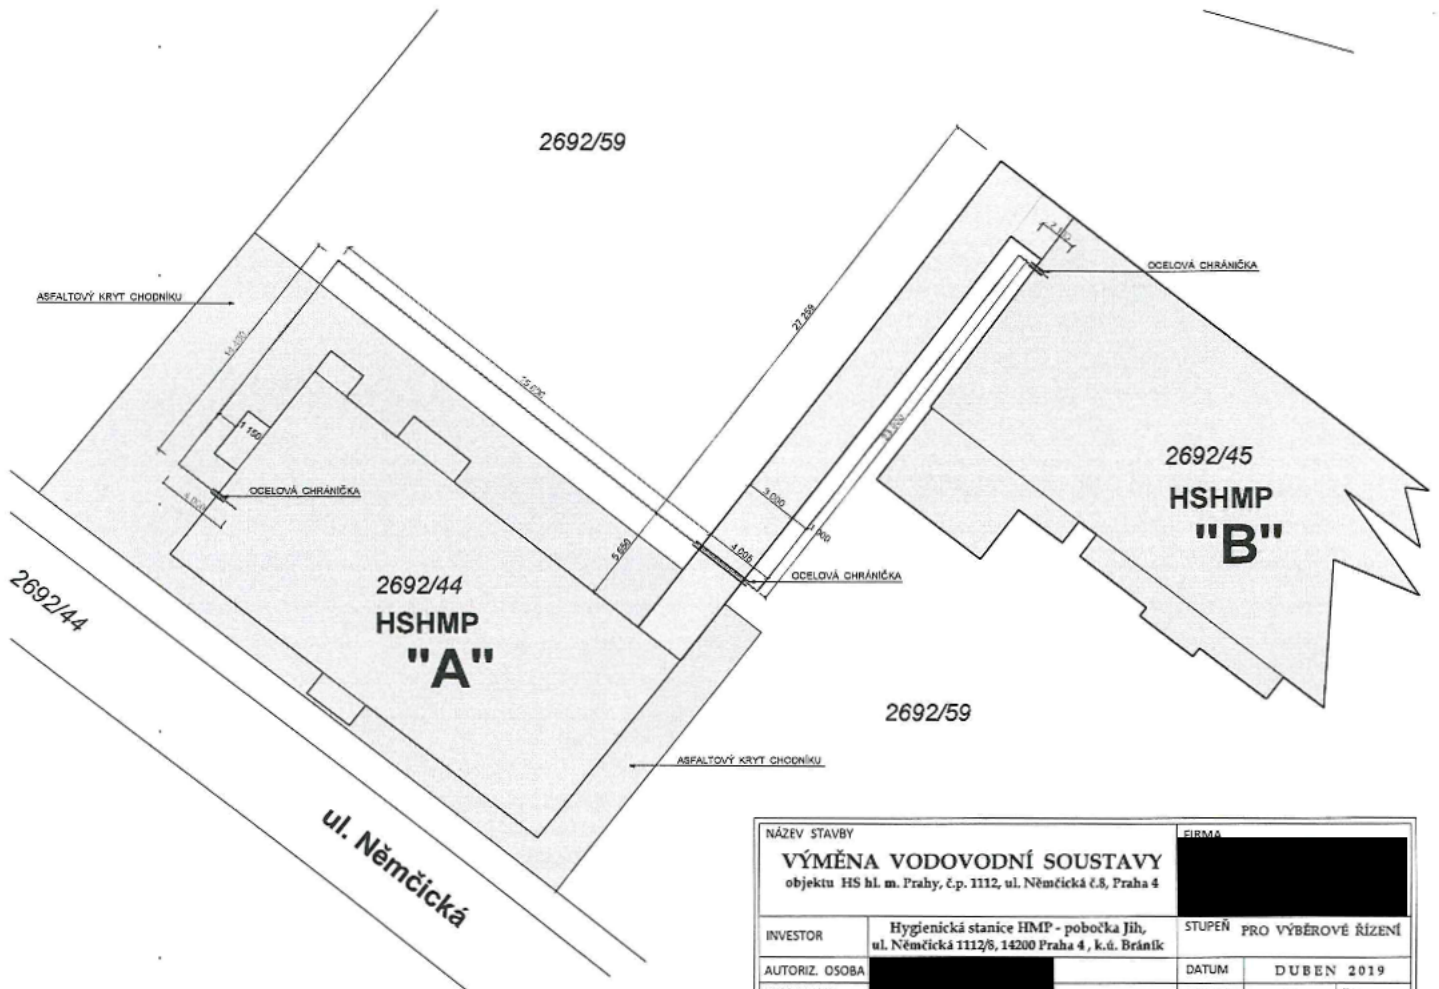 2692/59
OCELOVÁ CHRÁNIČKA
ASFALTOVÝ KRYT CHODNÍKU
27 259
1 150
2692/45
HSHMP
"B"
OCELOVÁ CHRÁNIČKA
3 000
1 000
5 650
4 005
OCELOVÁ CHRÁNIČKA
2692/44
HSHMP
"A"
2692/44
2692/59
ASFALTOVÝ KRYT CHODNÍKU
ul. Němčická
NÁZEV STAVBY
FIRMA
VÝMĚNA VODOVODNÍ SOUSTAVY
objektu HS hl. m. Prahy, č.p. 1112, ul. Němčická č.8, Praha 4
INVESTOR
Hygienická stanice HMP - pobočka Jih,
ul. Němčická 1112/8, 14200 Praha 4 , k.ú. Bráník
STUPEŇ
PRO VÝBĚROVÉ ŘÍZENÍ
AUTORIZ. OSOBA
DATUM
DUBEN 2019